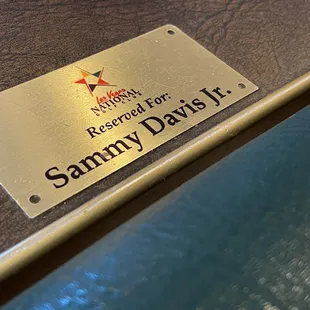 Las Vegas
NATIONAL
Reserved For:
Sammy Davis Jr.